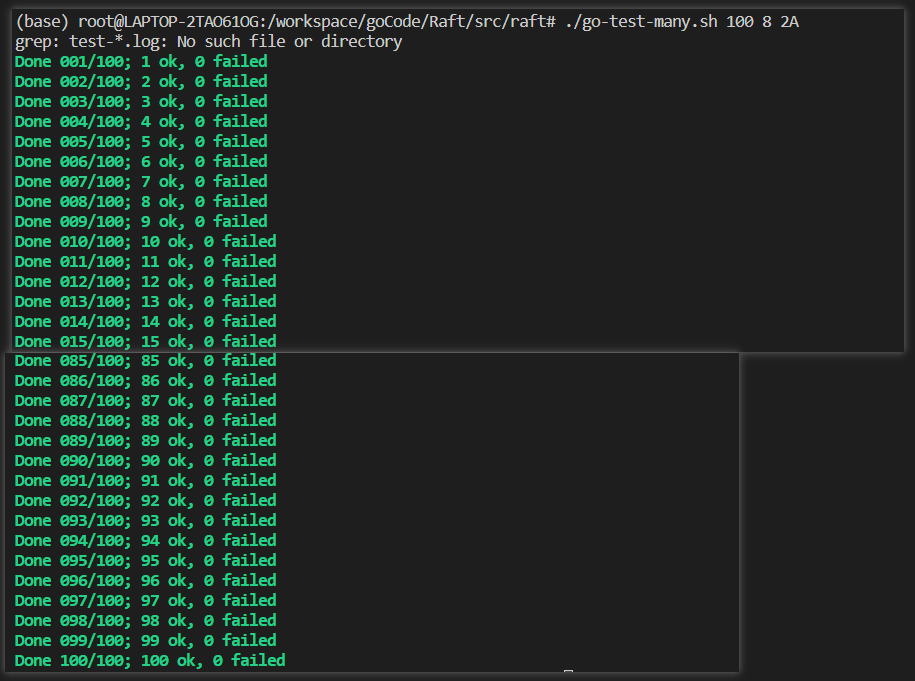 (base) root@LAPTOP-2TAO61OG:/workspace/goCode/Raft/src/raft# ./go-test-many.sh 100 8 2A
grep: test-*.log: No such file or directory
Done 001/100; 1 ok, 0 failed
Done 002/100; 2 ok, 0 failed
Done 003/100; 3 ok, 0 failed
Done 004/100; 4 ok, 0 failed
Done 005/100; 5 ok, 0 failed
Done 006/100; 6 ok, 0 failed
Done 007/100; 7 ok, 0 failed
Done 008/100; 8 ok, 0 failed
Done 009/100; 9 ok, 0 failed
Done 010/100; 10 ok, 0 failed
Done 011/100; 11 ok, 0 failed
Done 012/100; 12 ok, 0 failed
Done 013/100; 13 ok, 0 failed
Done 014/100; 14 ok, 0 failed
Done 015/100; 15 ok, 0 failed
Done 085/100; 85 ok, 0 failed
Done 086/100; 86 ok, 0 failed
Done 087/100; 87 ok, 0 failed
Done 088/100; 88 ok, 0 failed
Done 089/100; 89 ok, 0 failed
Done 090/100; 90 ok, 0 failed
Done 091/100; 91 ok, 0 failed
Done 092/100; 92 ok, 0 failed
Done 093/100; 93 ok, 0 failed
Done 094/100; 94 ok, 0 failed
Done 095/100; 95 ok, 0 failed
Done 096/100; 96 ok, 0 failed
Done 097/100; 97 ok, 0 failed
Done 098/100; 98 ok, 0 failed
Done 099/100; 99 ok, 0 failed
Done 100/100; 100 ok, 0 failed